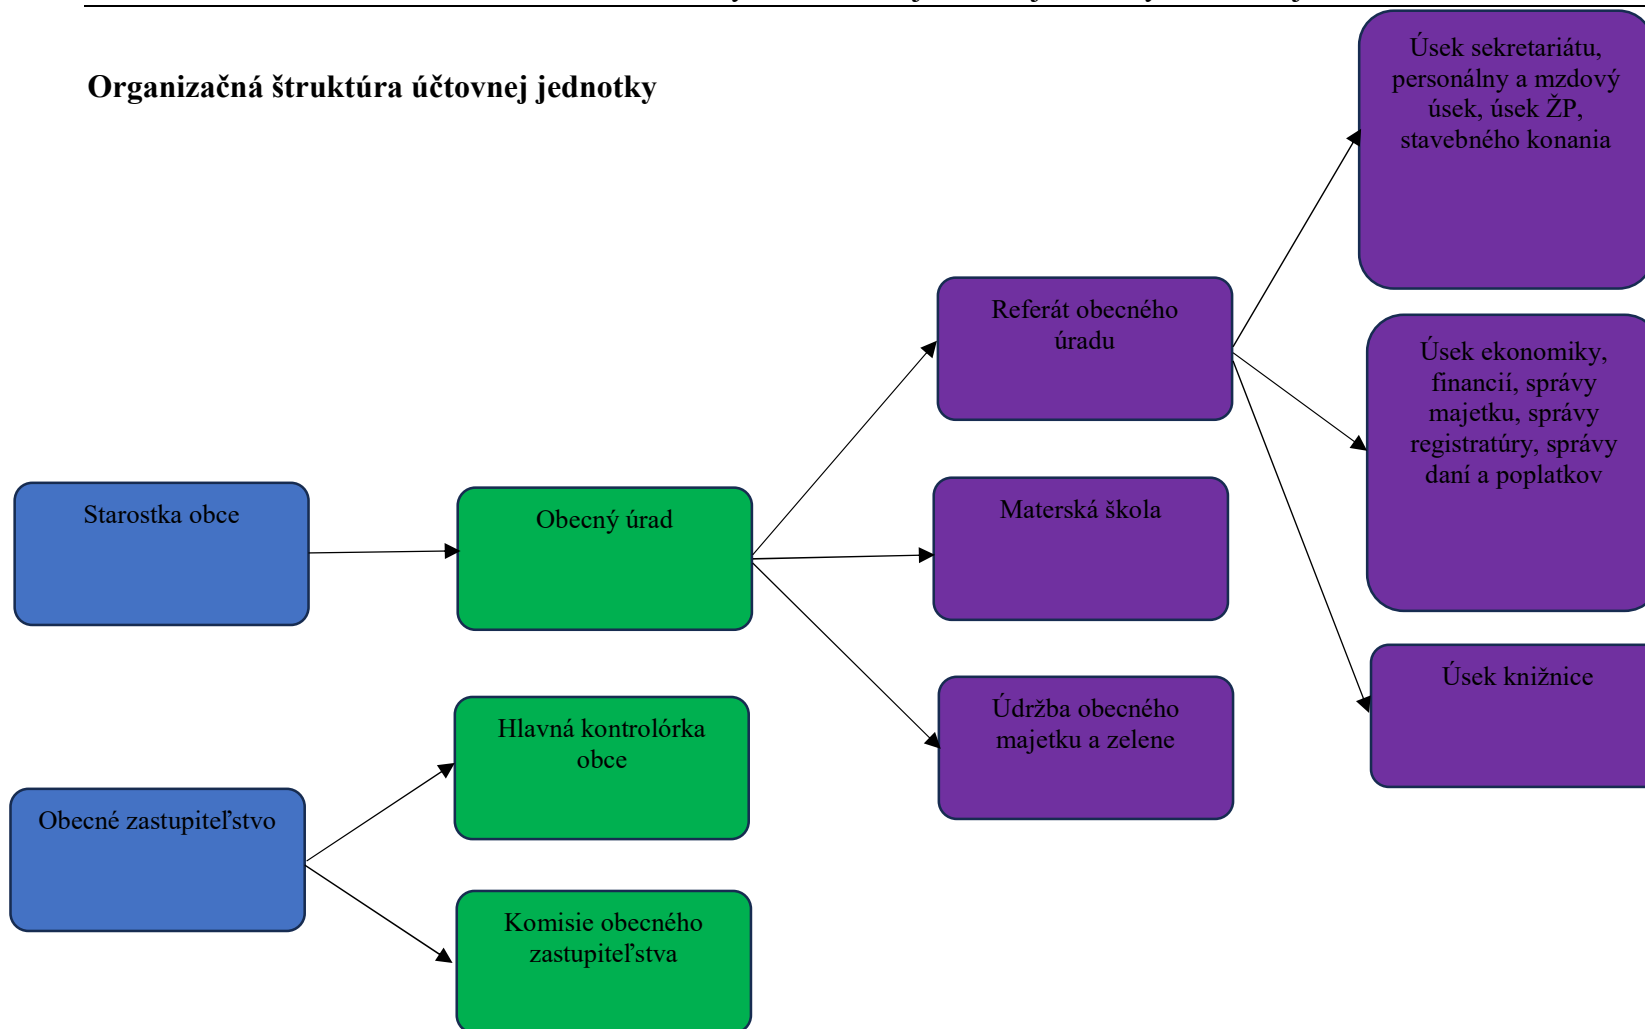 Organizačná štruktúra účtovnej jednotky
Úsek sekretariátu,
personálny a mzdový
úsek, úsek ŽP,
stavebného konania
Referát obecného
úradu
Úsek ekonomiky,
financií, správy
majetku, správy
registratúry, správy
daní a poplatkov
Starostka obce
Obecný úrad
Materská škola
Údržba obecného
majetku a zelene
Úsek knižnice
Hlavná kontrolórka
obce
Obecné zastupiteľstvo
Komisie obecného
zastupiteľstva